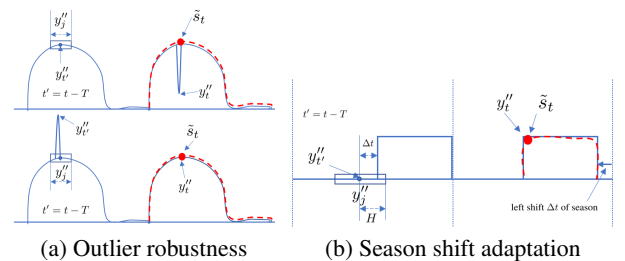 y''_j
s̃_t
y''_{t'}
y''_t
t' = t − T
y''_{t'}
s̃_t
y''_j
y''_t
t' = t − T
(a) Outlier robustness
t' = t − T
Δt
y''_{t'}
y''_j
H
y''_t
s̃_t
left shift Δt of season
(b) Season shift adaptation